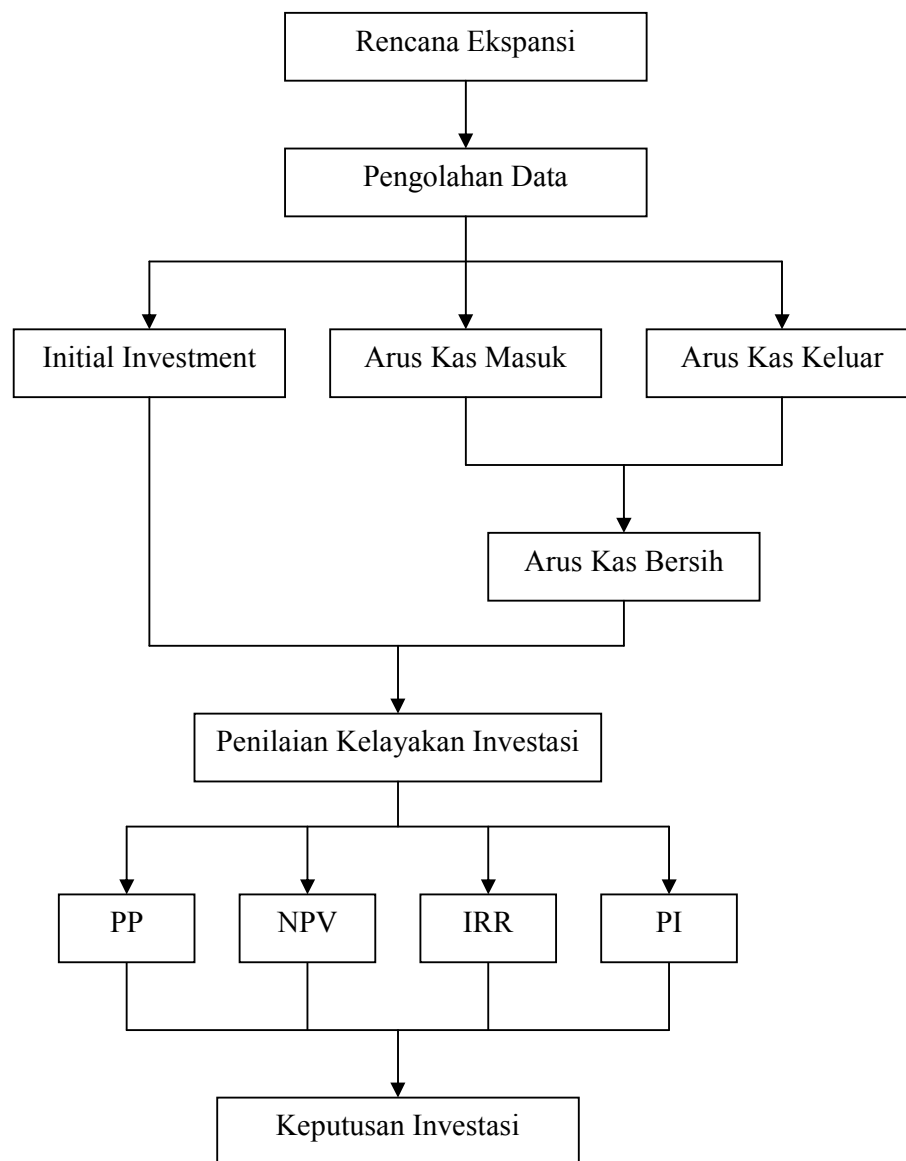 Rencana Ekspansi
Pengolahan Data
Initial Investment
Arus Kas Masuk
Arus Kas Keluar
Arus Kas Bersih
Penilaian Kelayakan Investasi
PP
NPV
IRR
PI
Keputusan Investasi